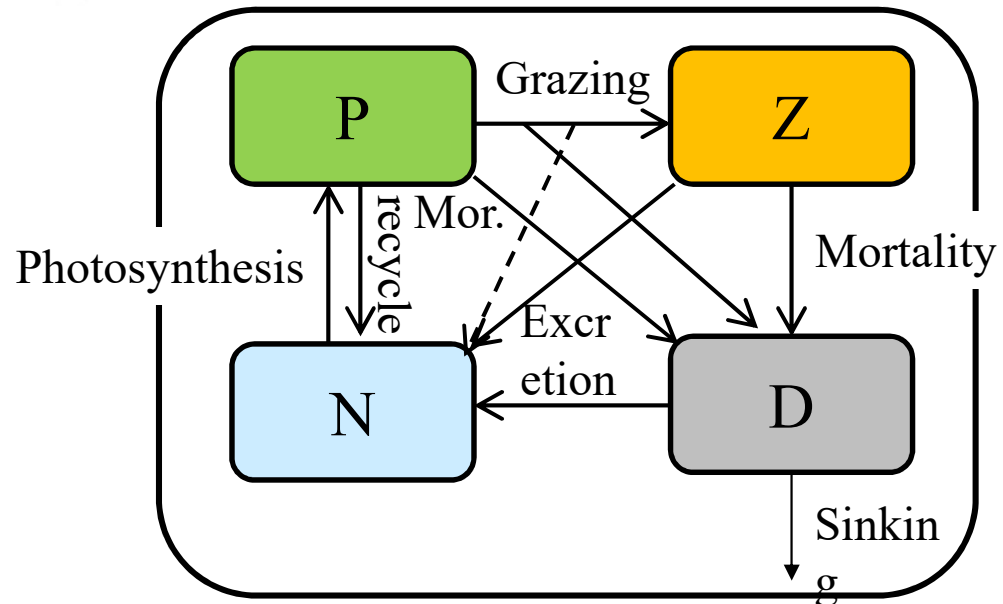 Grazing
P
Z
recycle
Mor.
Photosynthesis
Mortality
Excr
etion
N
D
Sinkin
g